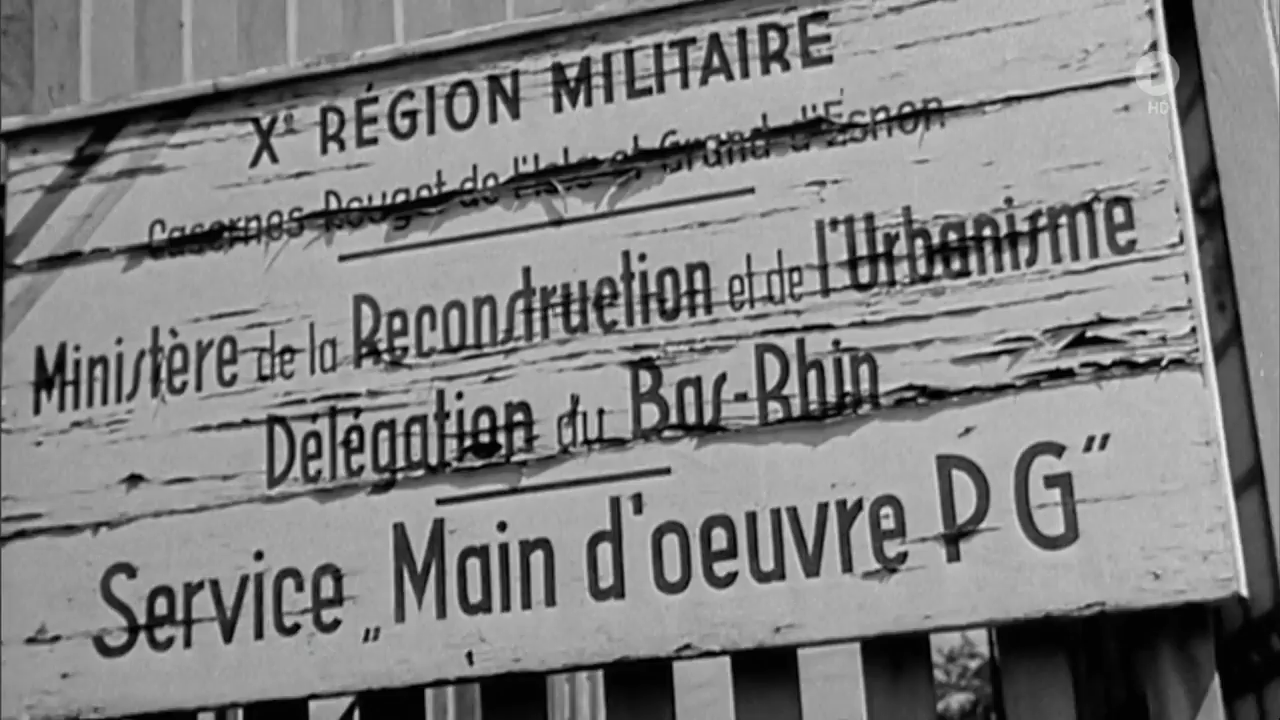 Xᵉ RÉGION MILITAIRE
Casernes Rouget de l'Isle et Grand d'Esnon
Ministère de la Reconstruction et de l'Urbanisme
Délégation du Bas-Rhin
Service „Main d'oeuvre PG”
HD